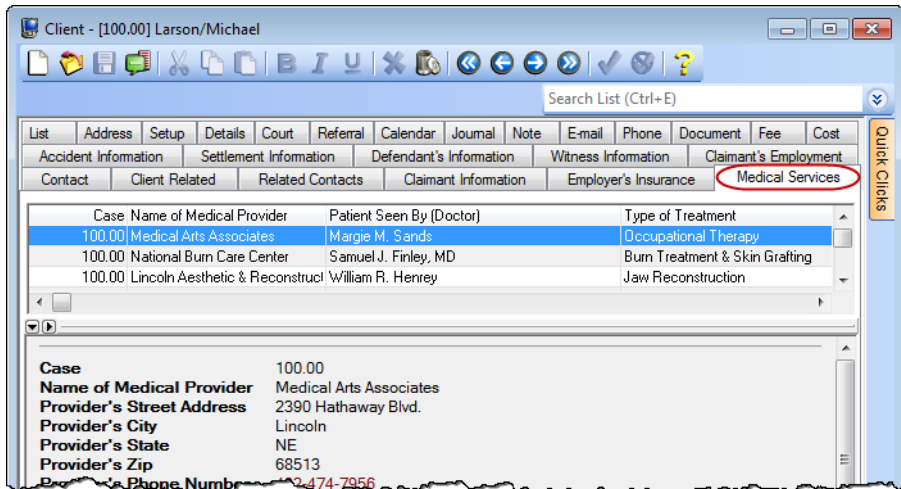 Client - [100.00] Larson/Michael
B I U ?
Search List (Ctrl+E)
List Address Setup Details Court Referral Calendar Journal Note E-mail Phone Document Fee Cost
Accident Information Settlement Information Defendant's Information Witness Information Claimant's Employment
Contact Client Related Related Contacts Claimant Information Employer's Insurance Medical Services
Quick Clicks
Case Name of Medical Provider Patient Seen By (Doctor) Type of Treatment
100.00 Medical Arts Associates Margie M. Sands Occupational Therapy
100.00 National Burn Care Center Samuel J. Finley, MD Burn Treatment & Skin Grafting
100.00 Lincoln Aesthetic & Reconstruct William R. Henrey Jaw Reconstruction
Case 100.00
Name of Medical Provider Medical Arts Associates
Provider's Street Address 2390 Hathaway Blvd.
Provider's City Lincoln
Provider's State NE
Provider's Zip 68513
Phone 474-7956